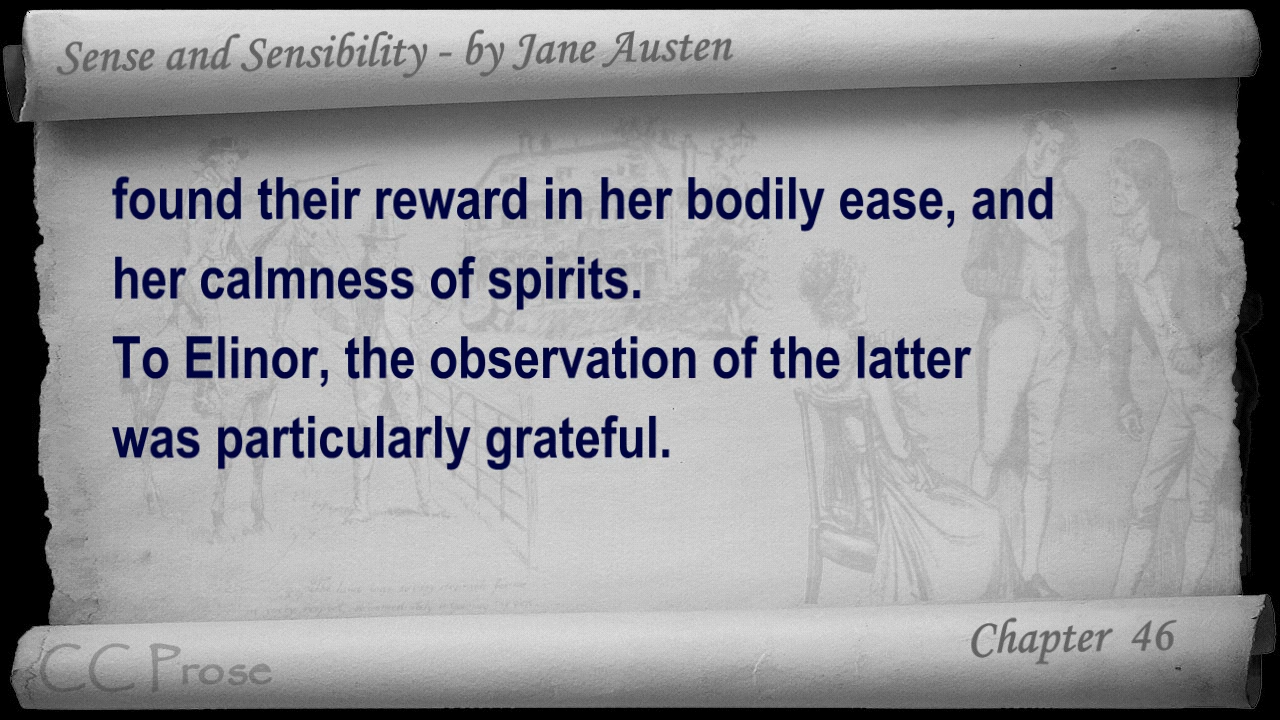 Sense and Sensibility - by Jane Austen
found their reward in her bodily ease, and
her calmness of spirits.
To Elinor, the observation of the latter
was particularly grateful.
Chapter 46
CC Prose